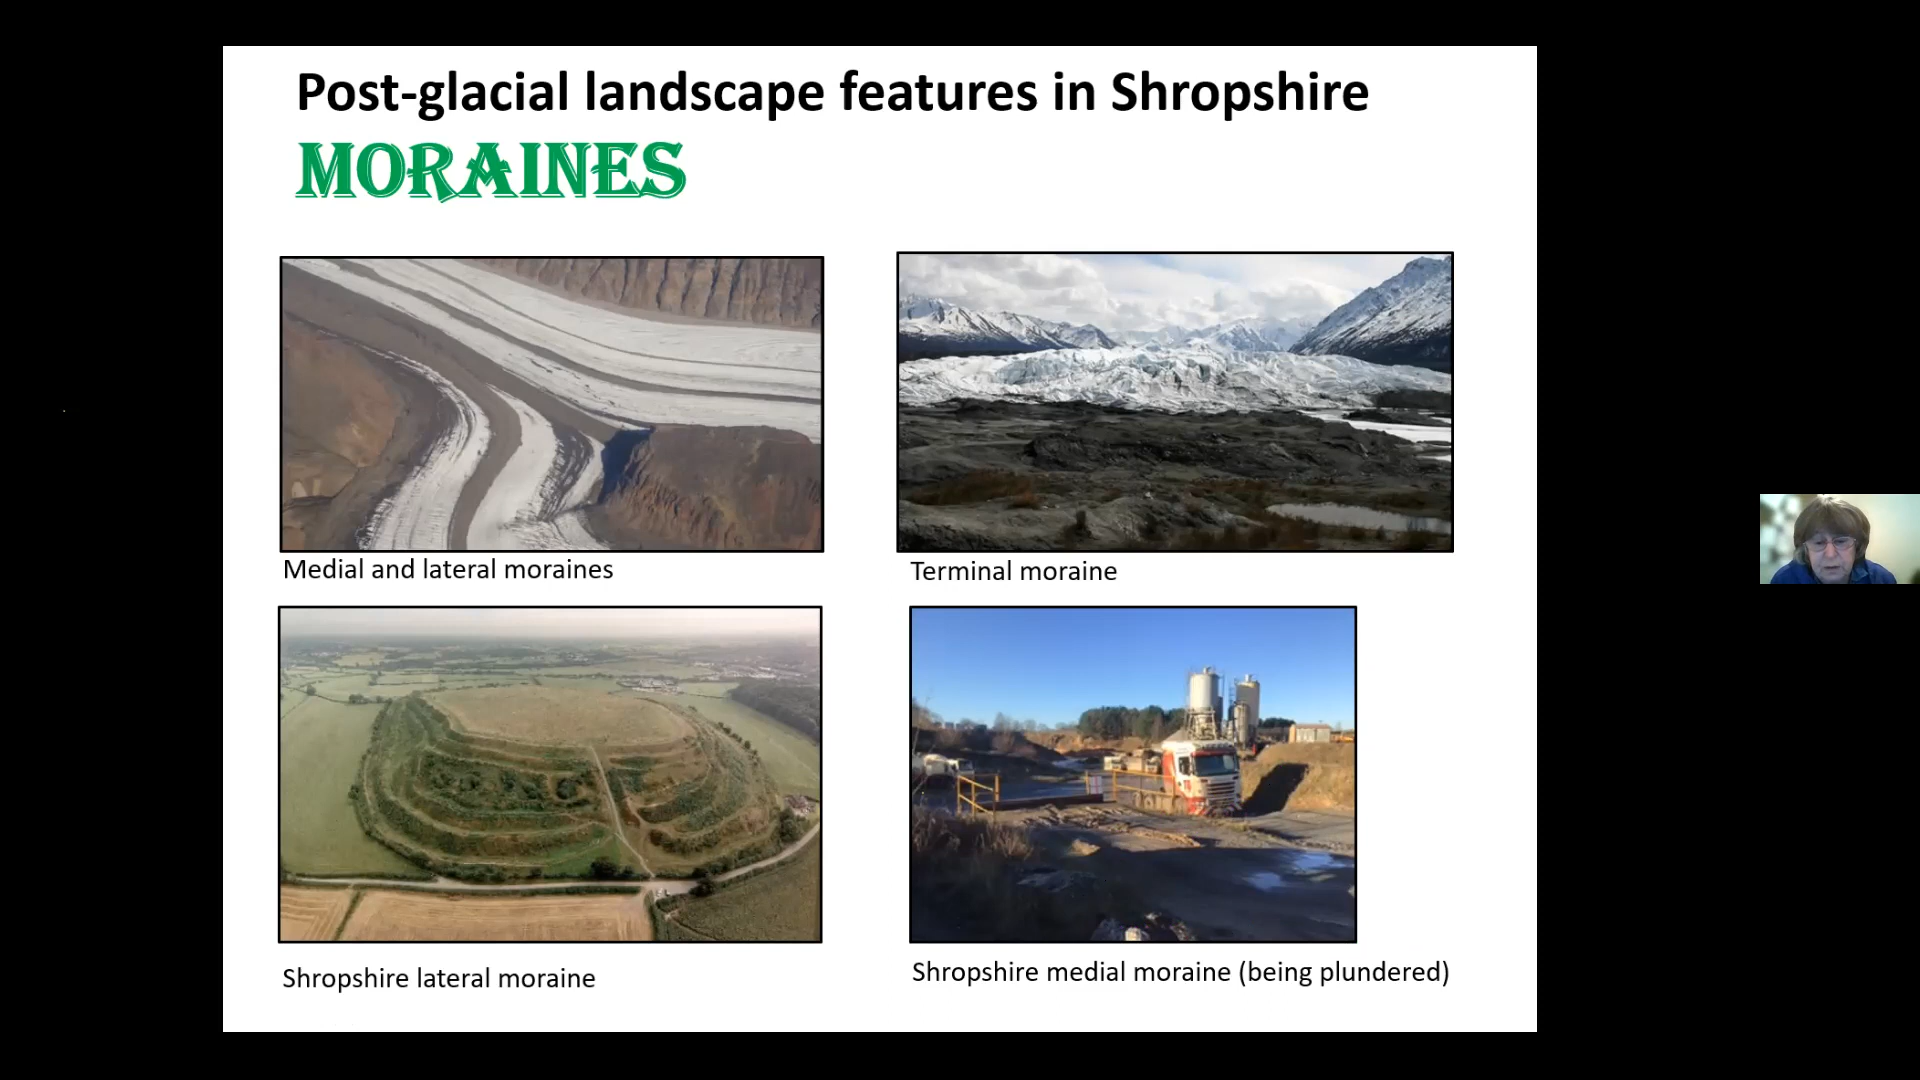 Post-glacial landscape features in Shropshire
MORAINES
Medial and lateral moraines
Terminal moraine
Shropshire lateral moraine
Shropshire medial moraine (being plundered)